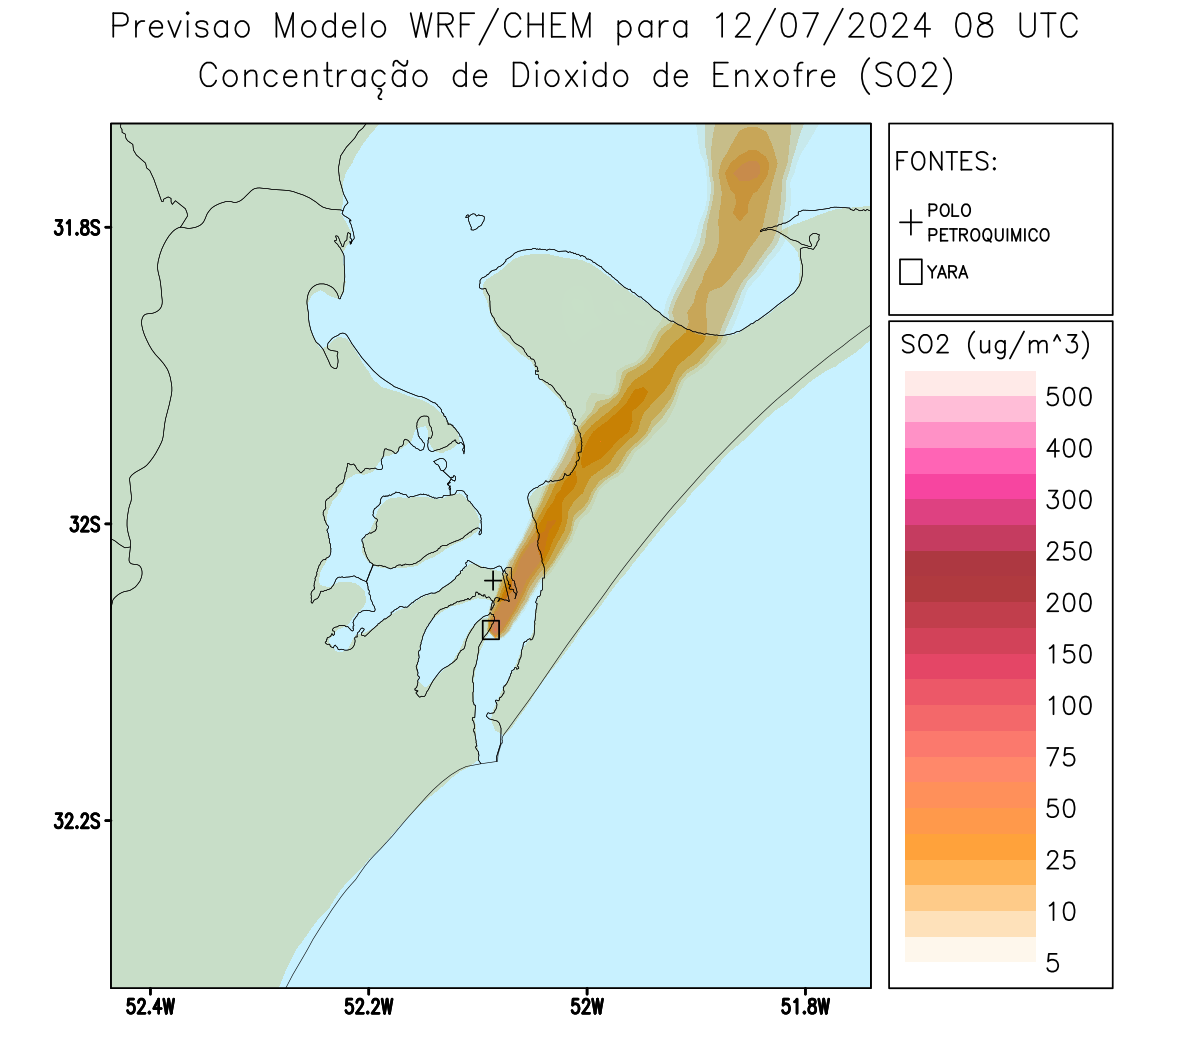 Previsao Modelo WRF/CHEM para 12/07/2024 08 UTC
Concentração de Dioxido de Enxofre (SO2)
FONTES:
POLO
PETROQUIMICO
YARA
SO2 (ug/m^3)
500
400
300
250
200
150
100
75
50
25
10
5
31.8S
32S
32.2S
52.4W
52.2W
52W
51.8W